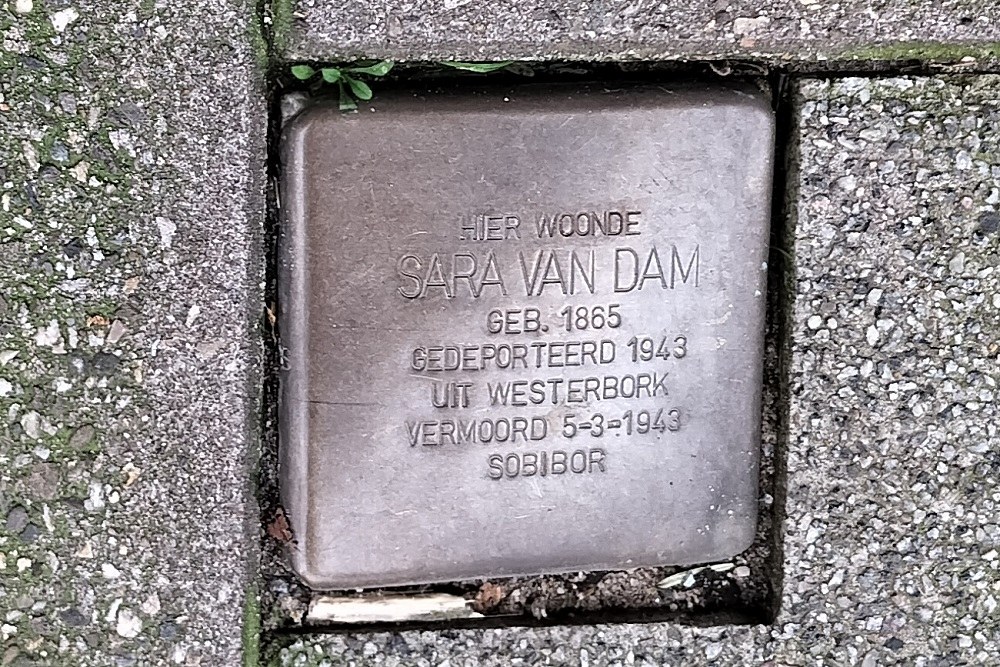 HIER WOONDE
SARA VAN DAM
GEB. 1865
GEDEPORTEERD 1943
UIT WESTERBORK
VERMOORD 5-3-1943
SOBIBOR